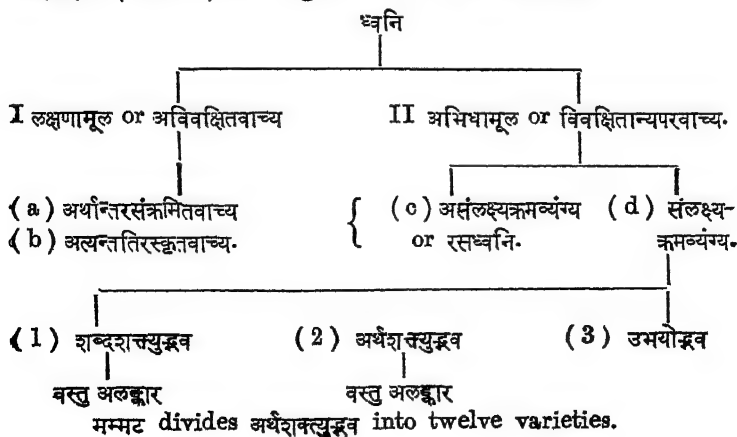 ध्वनि
I लक्षणामूल or अविवक्षितवाच्य II अभिधामूल or विवक्षितान्यपरवाच्य.
(a) अर्थान्तरसंक्रमितवाच्य (c) असंलक्ष्यक्रमव्यंग्य (d) संलक्ष्य-
(b) अत्यन्ततिरस्कृतवाच्य. or रसध्वनि. क्रमव्यंग्य.
(1) शब्दशक्त्युद्भव (2) अर्थशक्त्युद्भव (3) उभयोद्भव
वस्तु अलङ्कार वस्तु अलङ्कार
मम्मट divides अर्थशक्त्युद्भव into twelve varieties.